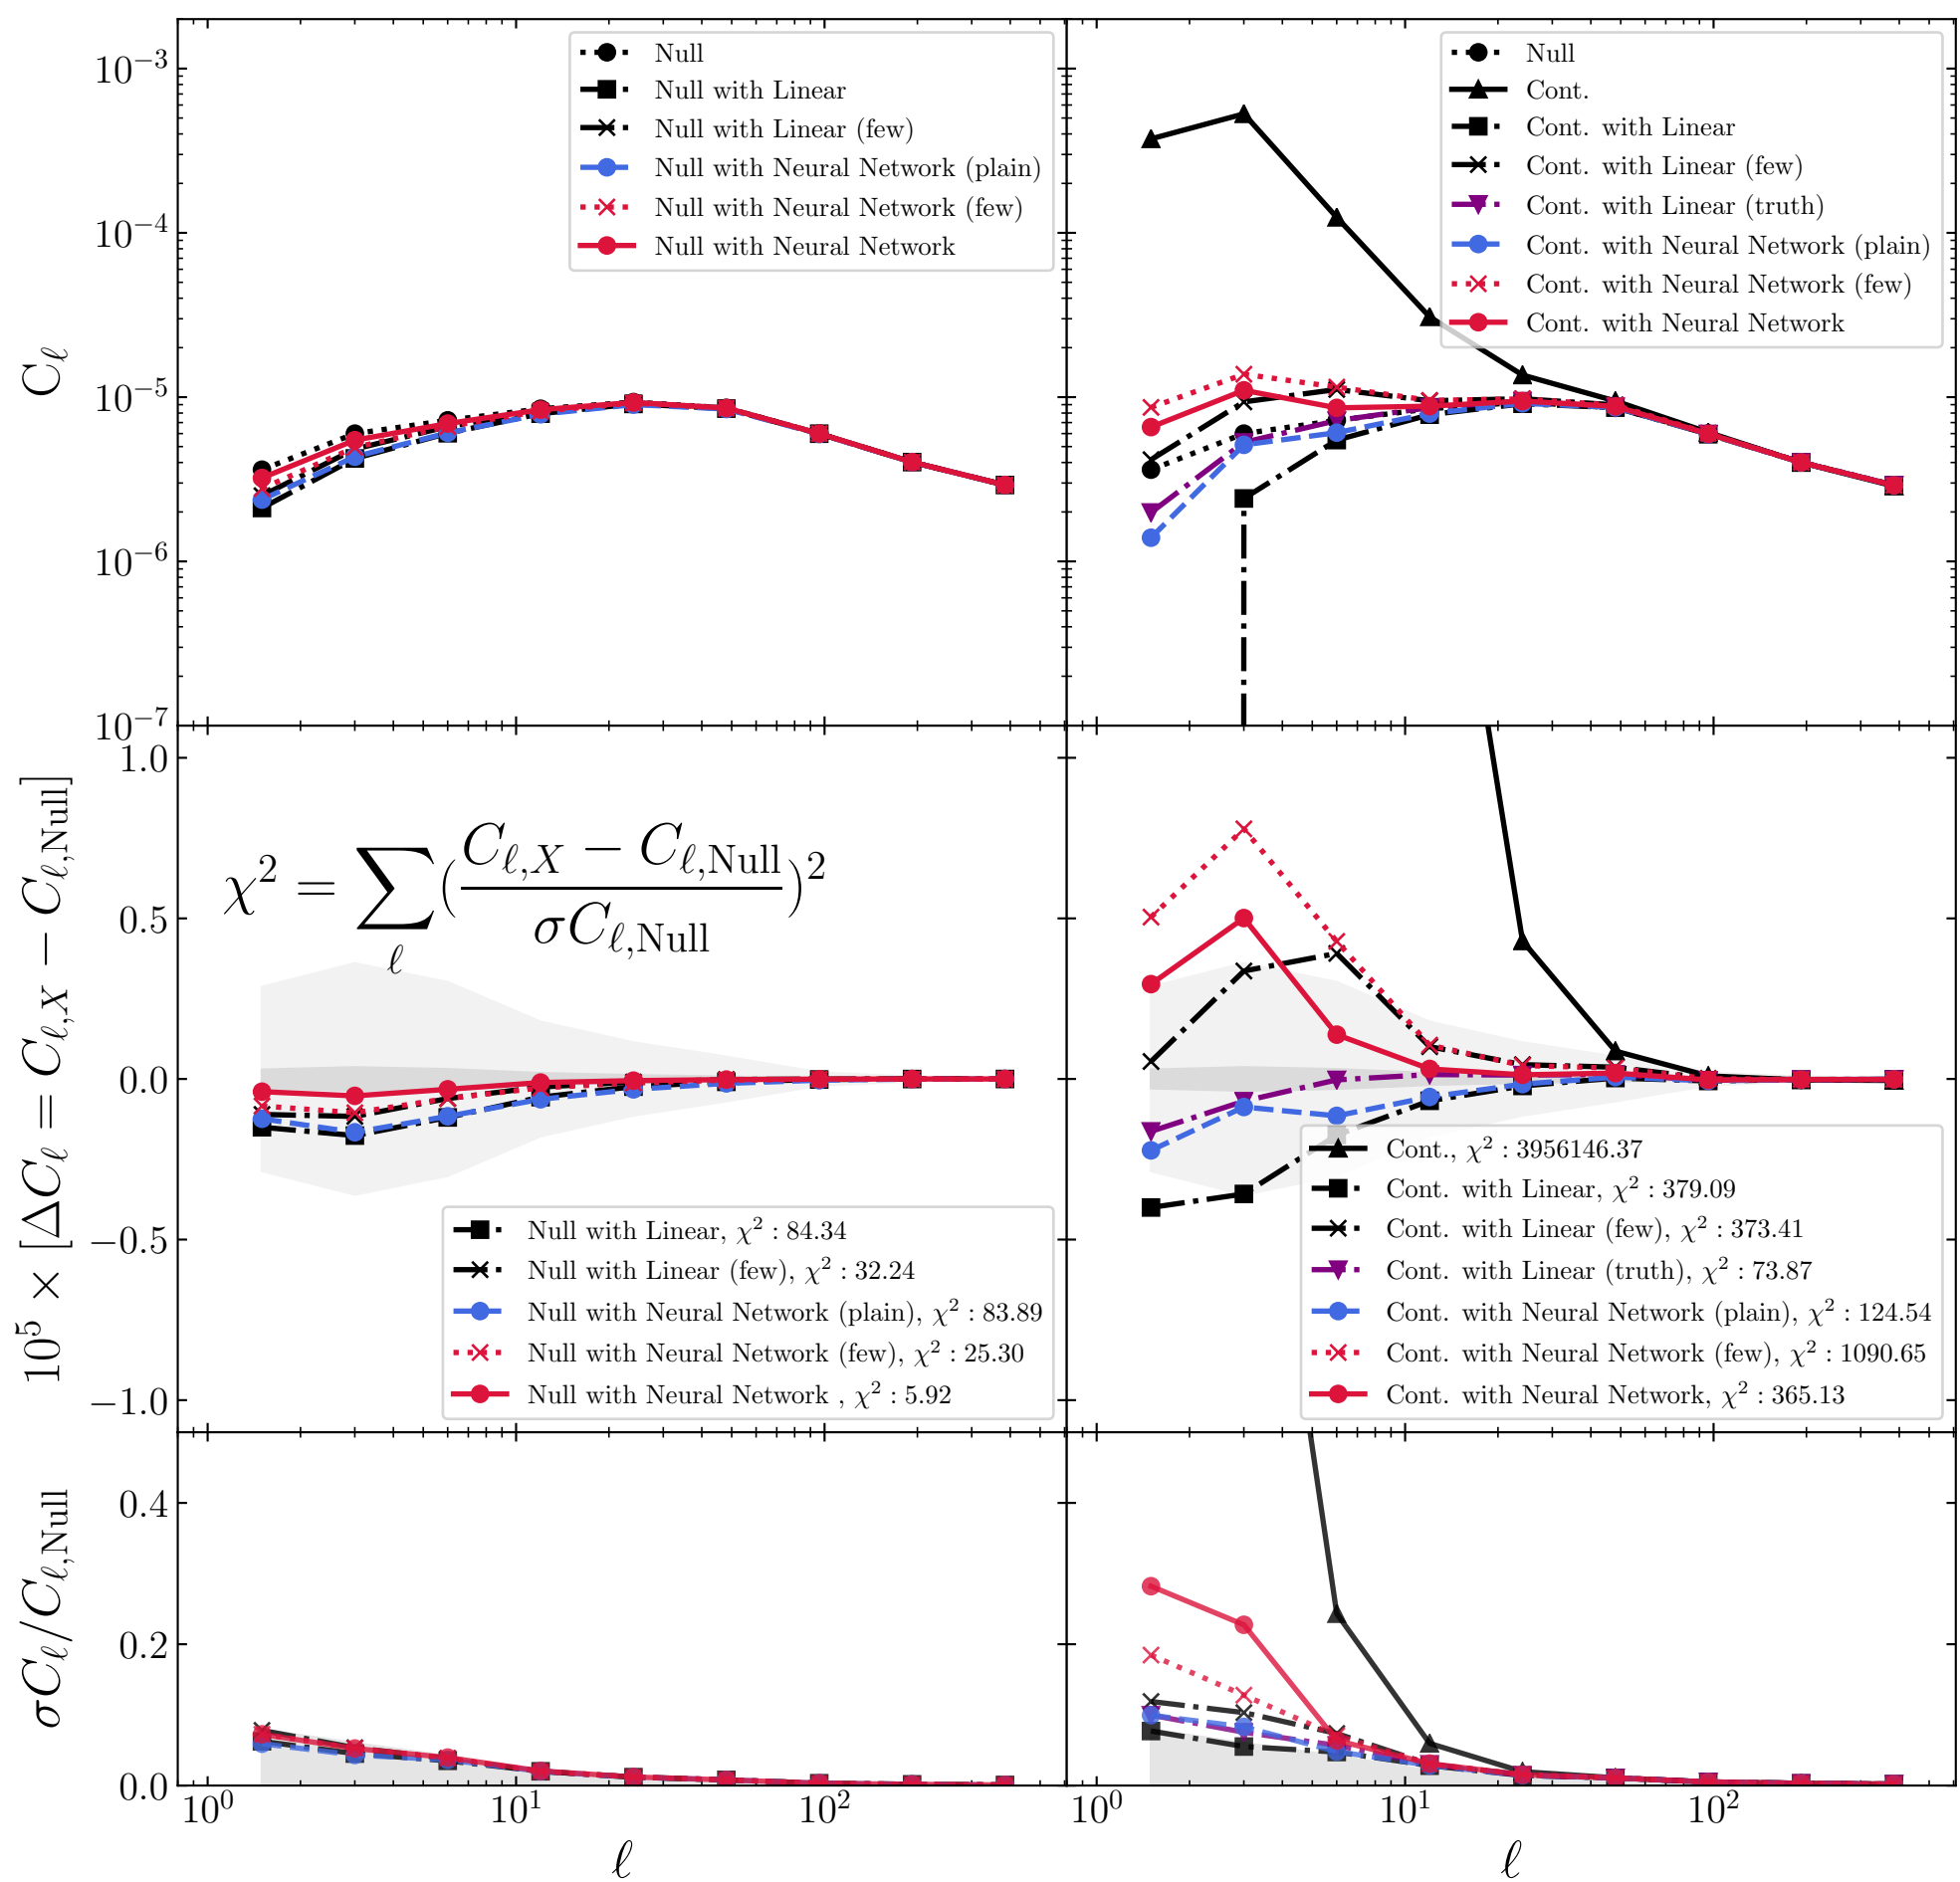 C_ℓ
10^−3
10^−4
10^−5
10^−6
10^−7
Null
Null with Linear
Null with Linear (few)
Null with Neural Network (plain)
Null with Neural Network (few)
Null with Neural Network
Null
Cont.
Cont. with Linear
Cont. with Linear (few)
Cont. with Linear (truth)
Cont. with Neural Network (plain)
Cont. with Neural Network (few)
Cont. with Neural Network
10^5 × [ΔC_ℓ = C_ℓ,X − C_ℓ,Null]
1.0
0.5
0.0
−0.5
−1.0
χ^2 = ∑_ℓ (\frac{C_ℓ,X − C_ℓ,Null}{σC_ℓ,Null})^2
Null with Linear, χ^2 : 84.34
Null with Linear (few), χ^2 : 32.24
Null with Neural Network (plain), χ^2 : 83.89
Null with Neural Network (few), χ^2 : 25.30
Null with Neural Network , χ^2 : 5.92
Cont., χ^2 : 3956146.37
Cont. with Linear, χ^2 : 379.09
Cont. with Linear (few), χ^2 : 373.41
Cont. with Linear (truth), χ^2 : 73.87
Cont. with Neural Network (plain), χ^2 : 124.54
Cont. with Neural Network (few), χ^2 : 1090.65
Cont. with Neural Network, χ^2 : 365.13
σC_ℓ/C_ℓ,Null
0.4
0.2
0.0
10^0 10^1 10^2
10^0 10^1 10^2
ℓ
ℓ